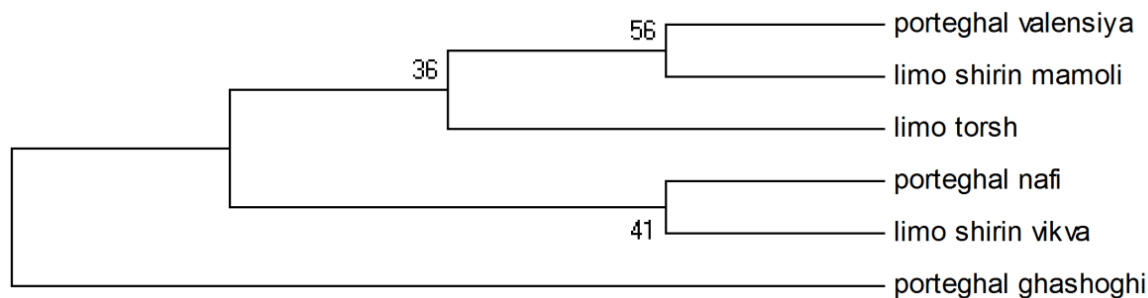 porteghal valensiya
56
limo shirin mamoli
36
limo torsh
porteghal nafi
limo shirin vikva
41
porteghal ghashoghi